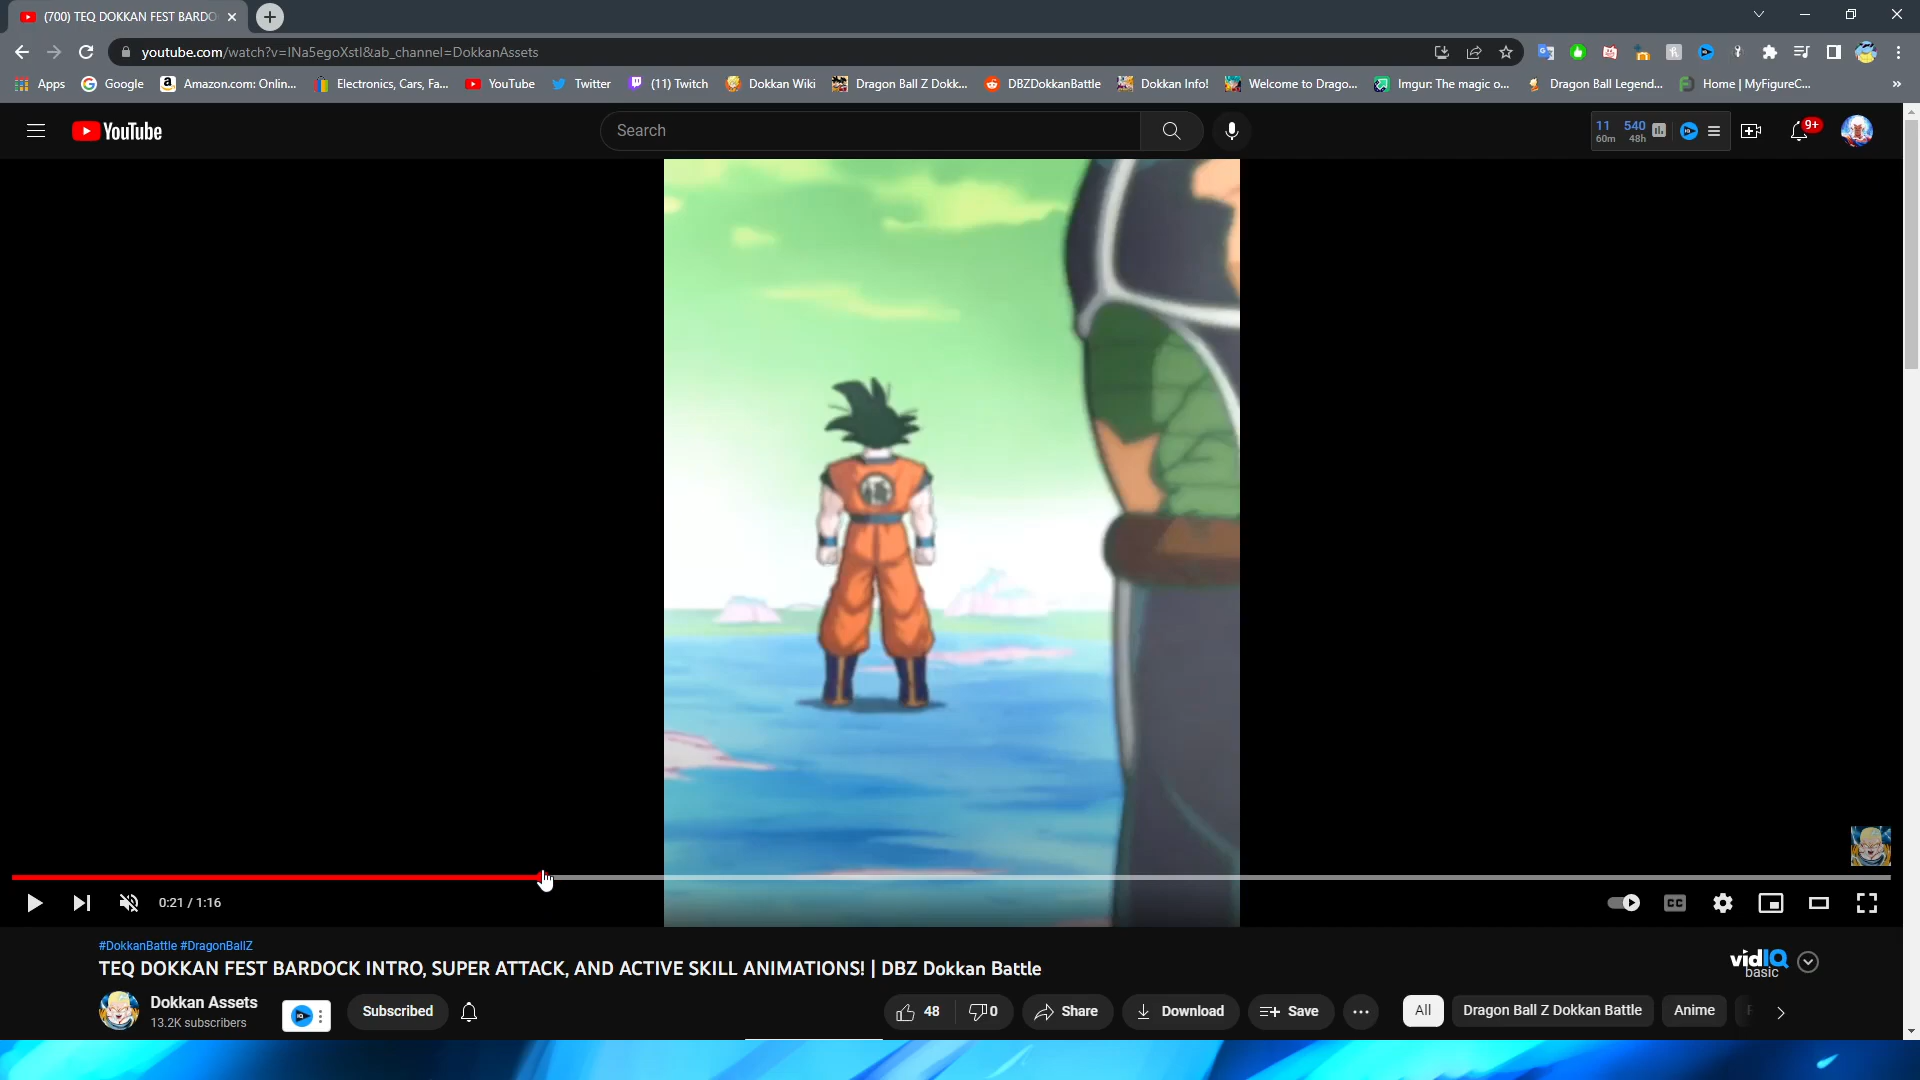 (700) TEQ DOKKAN FEST BARDO
youtube.com/watch?v=lNa5egoXstI&ab_channel=DokkanAssets
Apps
Google
Amazon.com: Onlin...
Electronics, Cars, Fa...
YouTube
Twitter
(11) Twitch
Dokkan Wiki
Dragon Ball Z Dokk...
DBZDokkanBattle
Dokkan Info!
Welcome to Drago...
Imgur: The magic o...
Dragon Ball Legend...
Home | MyFigureC...
»
YouTube
Search
11 540
60m 48h
9+
0:21 / 1:16
CC
#DokkanBattle #DragonBallZ
TEQ DOKKAN FEST BARDOCK INTRO, SUPER ATTACK, AND ACTIVE SKILL ANIMATIONS! | DBZ Dokkan Battle
vidIQ
basic
Dokkan Assets
13.2K subscribers
Subscribed
48
0
Share
Download
Save
All
Dragon Ball Z Dokkan Battle
Anime